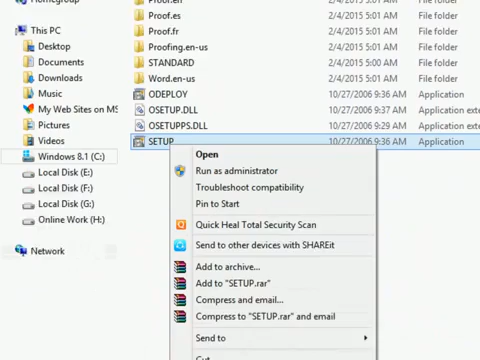 Homegroup
This PC
Desktop
Documents
Downloads
Music
My Web Sites on MS
Pictures
Videos
Windows 8.1 (C:)
Local Disk (E:)
Local Disk (F:)
Local Disk (G:)
Online Work (H:)
Network
Proof.en 2/4/2015 5:01 AM File folder
Proof.es 2/4/2015 5:01 AM File folder
Proof.fr 2/4/2015 5:01 AM File folder
Proofing.en-us 2/4/2015 5:01 AM File folder
STANDARD 2/4/2015 5:00 AM File folder
Word.en-us 2/4/2015 5:01 AM File folder
ODEPLOY 10/27/2006 9:36 AM Application
OSETUP.DLL 10/27/2006 9:36 AM Application exte
OSETUPPS.DLL 10/27/2006 9:29 AM Application exte
SETUP 10/27/2006 9:36 AM Application
Open
Run as administrator
Troubleshoot compatibility
Pin to Start
Quick Heal Total Security Scan
Send to other devices with SHAREit
Add to archive...
Add to "SETUP.rar"
Compress and email...
Compress to "SETUP.rar" and email
Send to
Cut